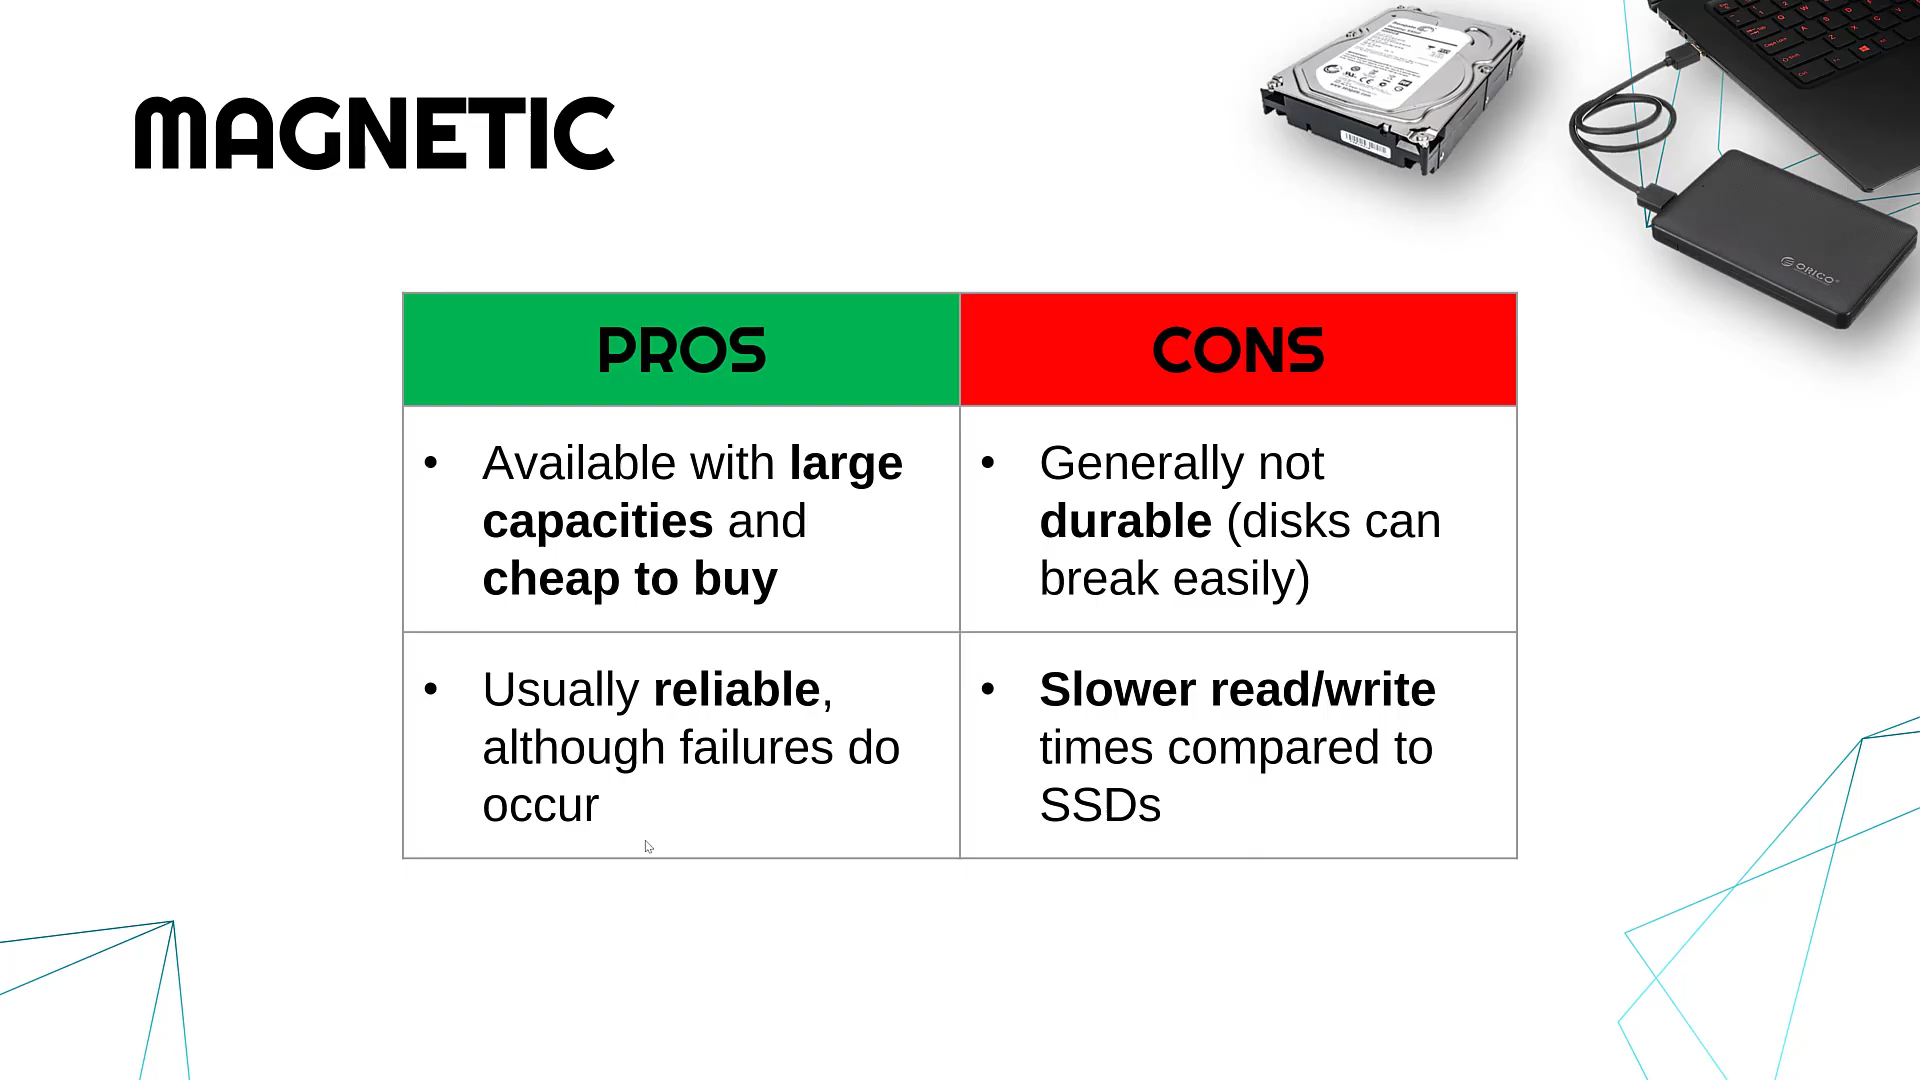 MAGNETIC
ORICO
PROS
CONS
• Available with large
capacities and
cheap to buy
• Generally not
durable (disks can
break easily)
• Usually reliable,
although failures do
occur
• Slower read/write
times compared to
SSDs